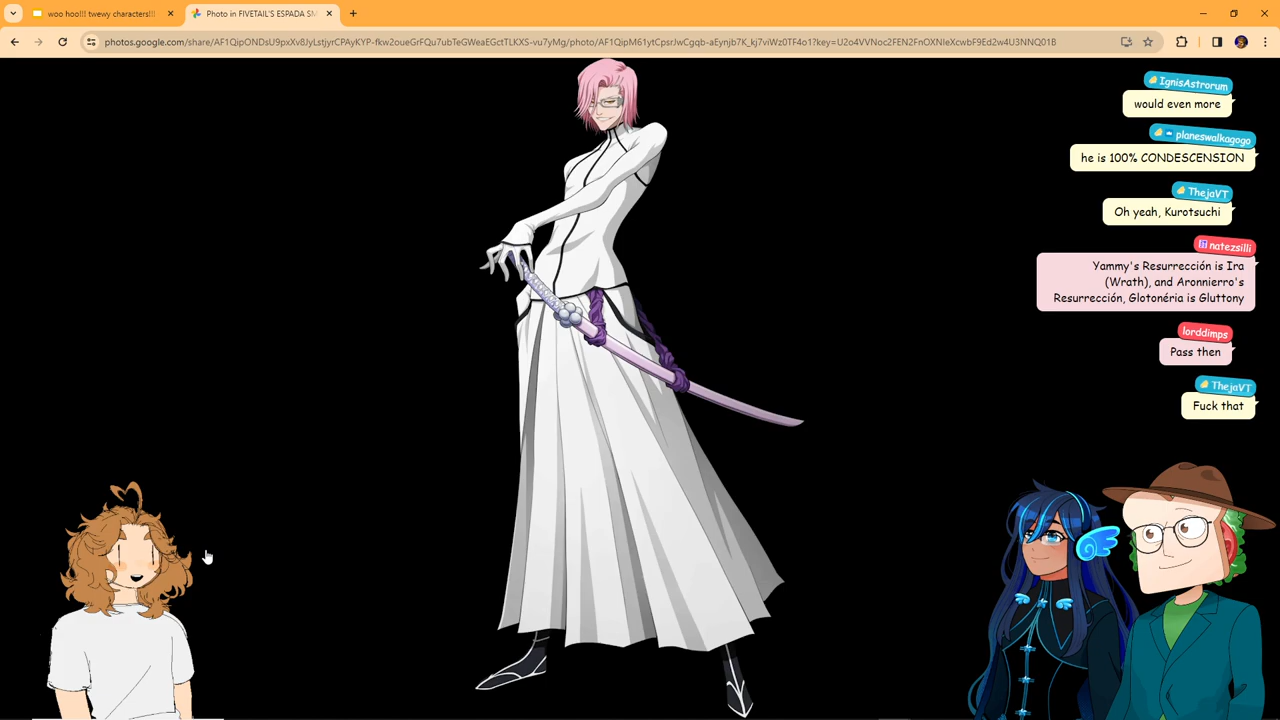 woo hoo!!! twewy characters!!!
Photo in FIVETAIL'S ESPADA SM
photos.google.com/share/AF1QipONDsU9pxXv8JyLstjyrCPAyKYP-fkw2oueGrFQu7ubTeGWeaEGctTLKXS-vu7yMg/photo/AF1QipM61ytCpsrJwCgqb-aEynjb7K_kj7viWz0TF4o1?key=U2o4VVNoc2FEN2FnOXNIeXcwbF9Ed2w4U3NNQ01B
IgnisAstrorum
would even more
planeswalkagogo
he is 100% CONDESCENSION
ThejaVT
Oh yeah, Kurotsuchi
natezsilli
Yammy's Resurrección is Ira
(Wrath), and Aronnierro's
Resurrección, Glotonéria is Gluttony
lorddimps
Pass then
ThejaVT
Fuck that